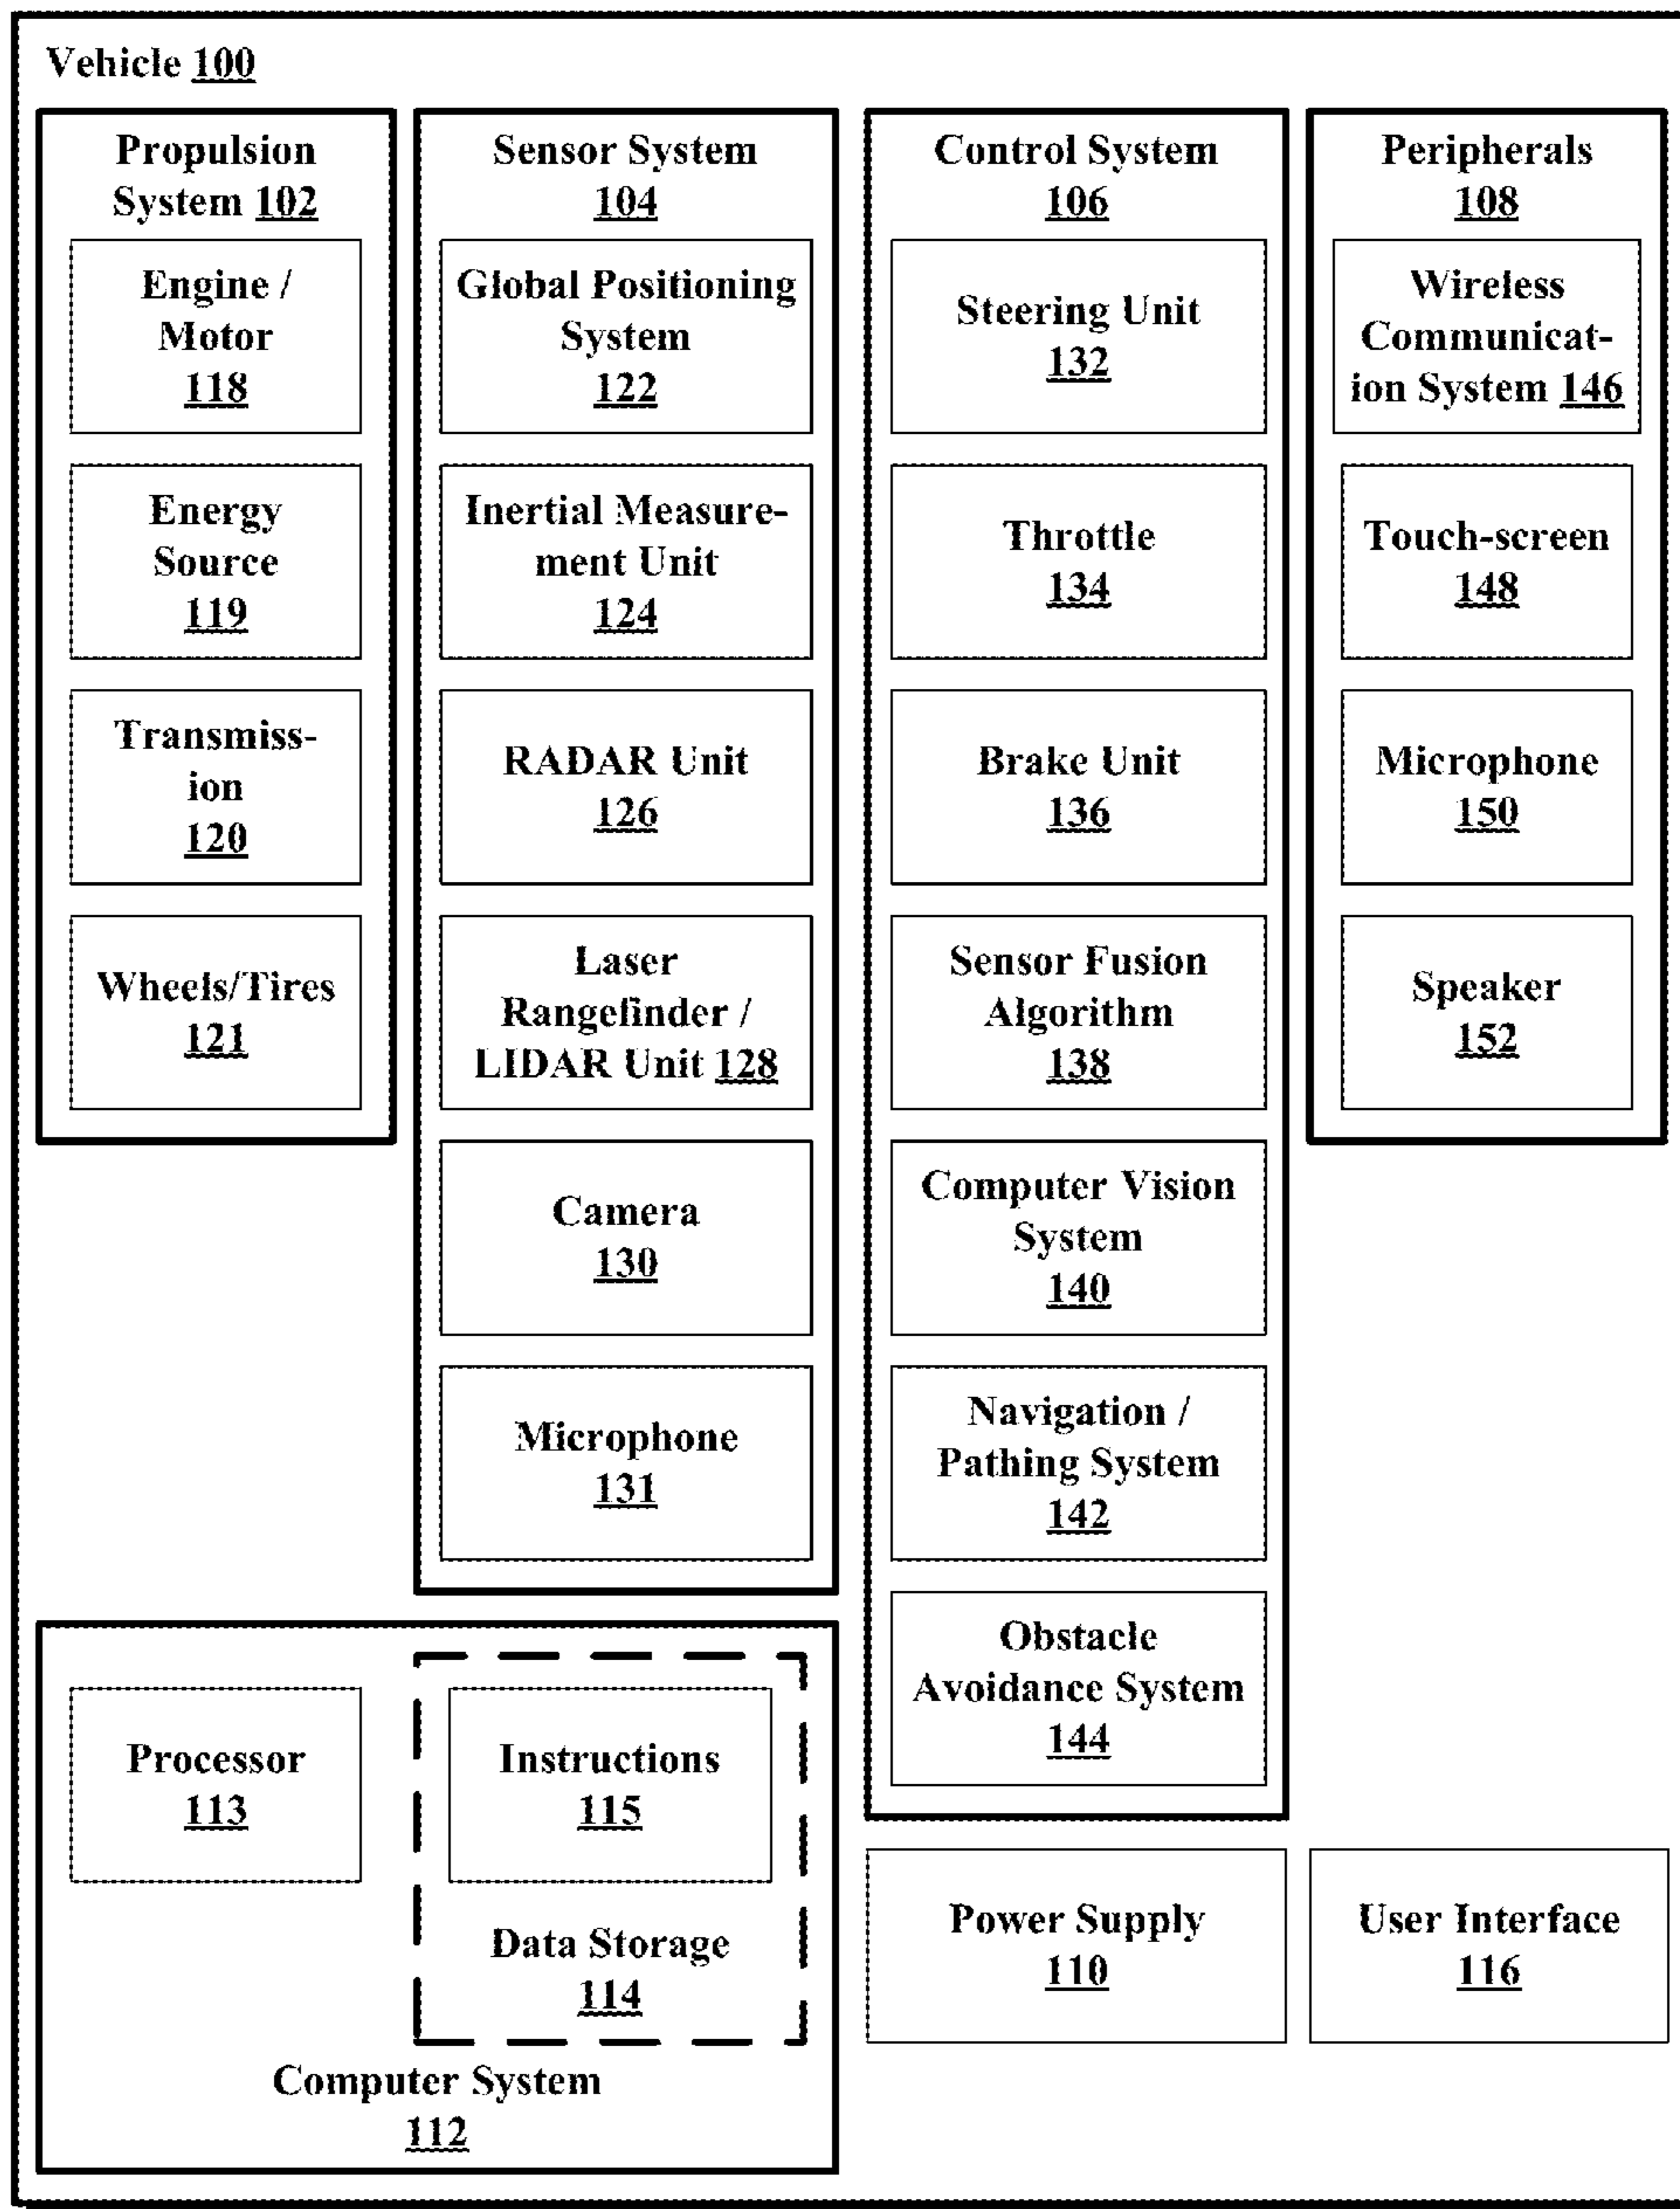 Vehicle 100
Propulsion
System 102
Engine /
Motor
118
Energy
Source
119
Transmiss-
ion
120
Wheels/Tires
121
Sensor System
104
Global Positioning
System
122
Inertial Measure-
ment Unit
124
RADAR Unit
126
Laser
Rangefinder /
LIDAR Unit 128
Camera
130
Microphone
131
Control System
106
Steering Unit
132
Throttle
134
Brake Unit
136
Sensor Fusion
Algorithm
138
Computer Vision
System
140
Navigation /
Pathing System
142
Obstacle
Avoidance System
144
Peripherals
108
Wireless
Communicat-
ion System 146
Touch-screen
148
Microphone
150
Speaker
152
Processor
113
Instructions
115
Data Storage
114
Computer System
112
Power Supply
110
User Interface
116